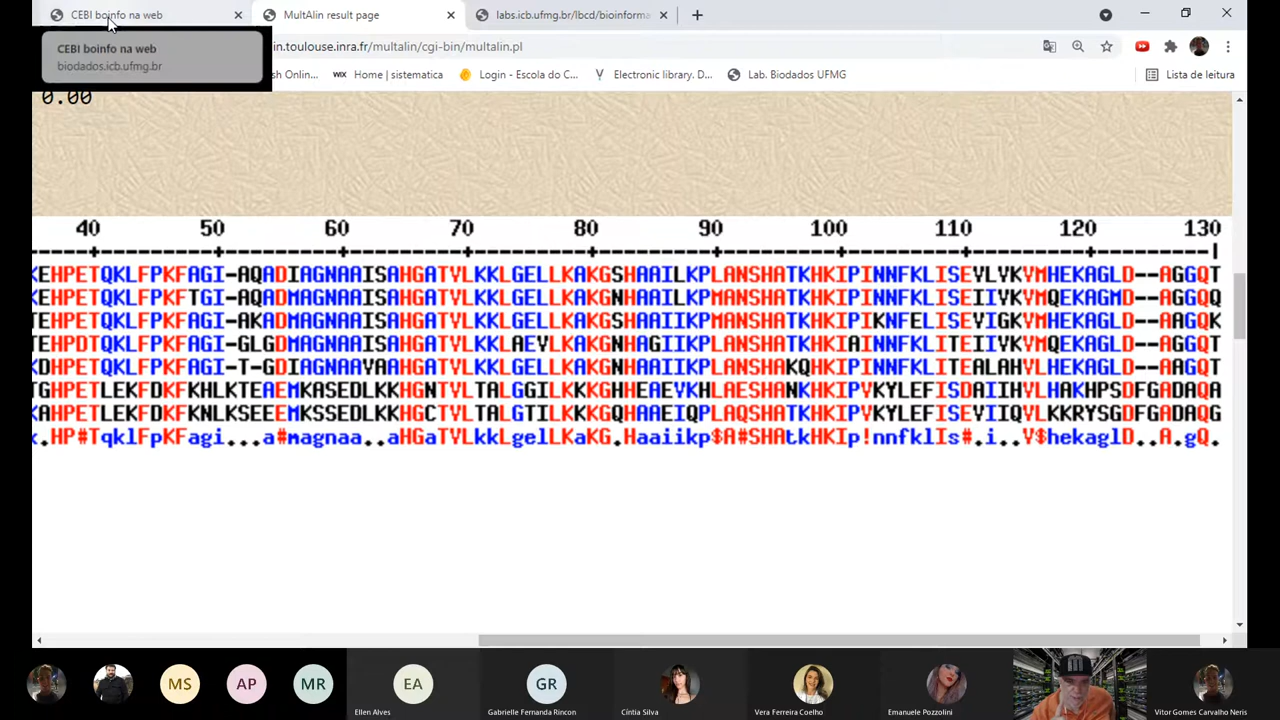 CEBI boinfo na web
MultAlin result page
labs.icb.ufmg.br/lbcd/bioinforma
CEBI boinfo na web
biodados.icb.ufmg.br
in.toulouse.inra.fr/multalin/cgi-bin/multalin.pl
sh Online...
Home | sistematica
Login - Escola do C...
Electronic library. D...
Lab. Biodados UFMG
Lista de leitura
0.00
40 50 60 70 80 90 100 110 120 130
KEHPETQKLFPKFAGI-AQADIAGNAAISAHGATVLKKLGELLKAKGSHAAILKPLANSHATKHKIPINNFKLISEVLVKVMHEKAGLD--AGGQT
KEHPETQKLFPKFTGI-AQADMAGNAAISAHGATVLKKLGELLKAKGNHAAILKPMANSHATKHKIPINNFKLISEIIVKVMQEKAGMD--AGGQQ
TEHPETQKLFPKFAGI-AKADMAGNAAISAHGATVLKKLGELLKAKGSHAAIIKPMANSHATKHKIPIKNFELISEVIGKVMHEKAGLD--AAGQK
TEHPDTQKLFPKFAGI-GLGDMAGNAAISAHGATVLKKLAEVLKAKGNHAGIIKPLANSHATKHKIAINNFKLITEIIVKVMQEKAGLD--AGGQT
KDHPETQKLFPKFAGI-T-GDIAGNAAVAAHGATVLKKLGELLKAKGNHAAIIKPLANSHAKQHKIPINNFKLITEALAHVLHEKAGLD--AAGQT
TGHPETLEKFDKFKHLKTEAEMKASEDLKKHGNTVLTALGGILKKKGHHEAEVKHLAESHANKHKIPVKYLEFISDAIIHVLHAKHPSDFGADAQA
KAHPETLEKFDKFKNLKSEEEMKSSEDLKKHGCTVLTALGTILKKKGQHAAEIQPLAQSHATKHKIPVKYLEFISEVIIQVLKKRYSGDFGADAQG
k.HP#TqklFpKFagi...a#magnaa..aHGaTVLkkLgelLKaKG.Haaiikp$A#SHAtkHKIp!nnfklIs#.i..V$hekaglD..A.gQ.
MS
AP
MR
EA
Ellen Alves
GR
Gabrielle Fernanda Rincon
Cíntia Silva
Vera Ferreira Coelho
Emanuele Pozzolini
Vitor Gomes Carvalho Neris